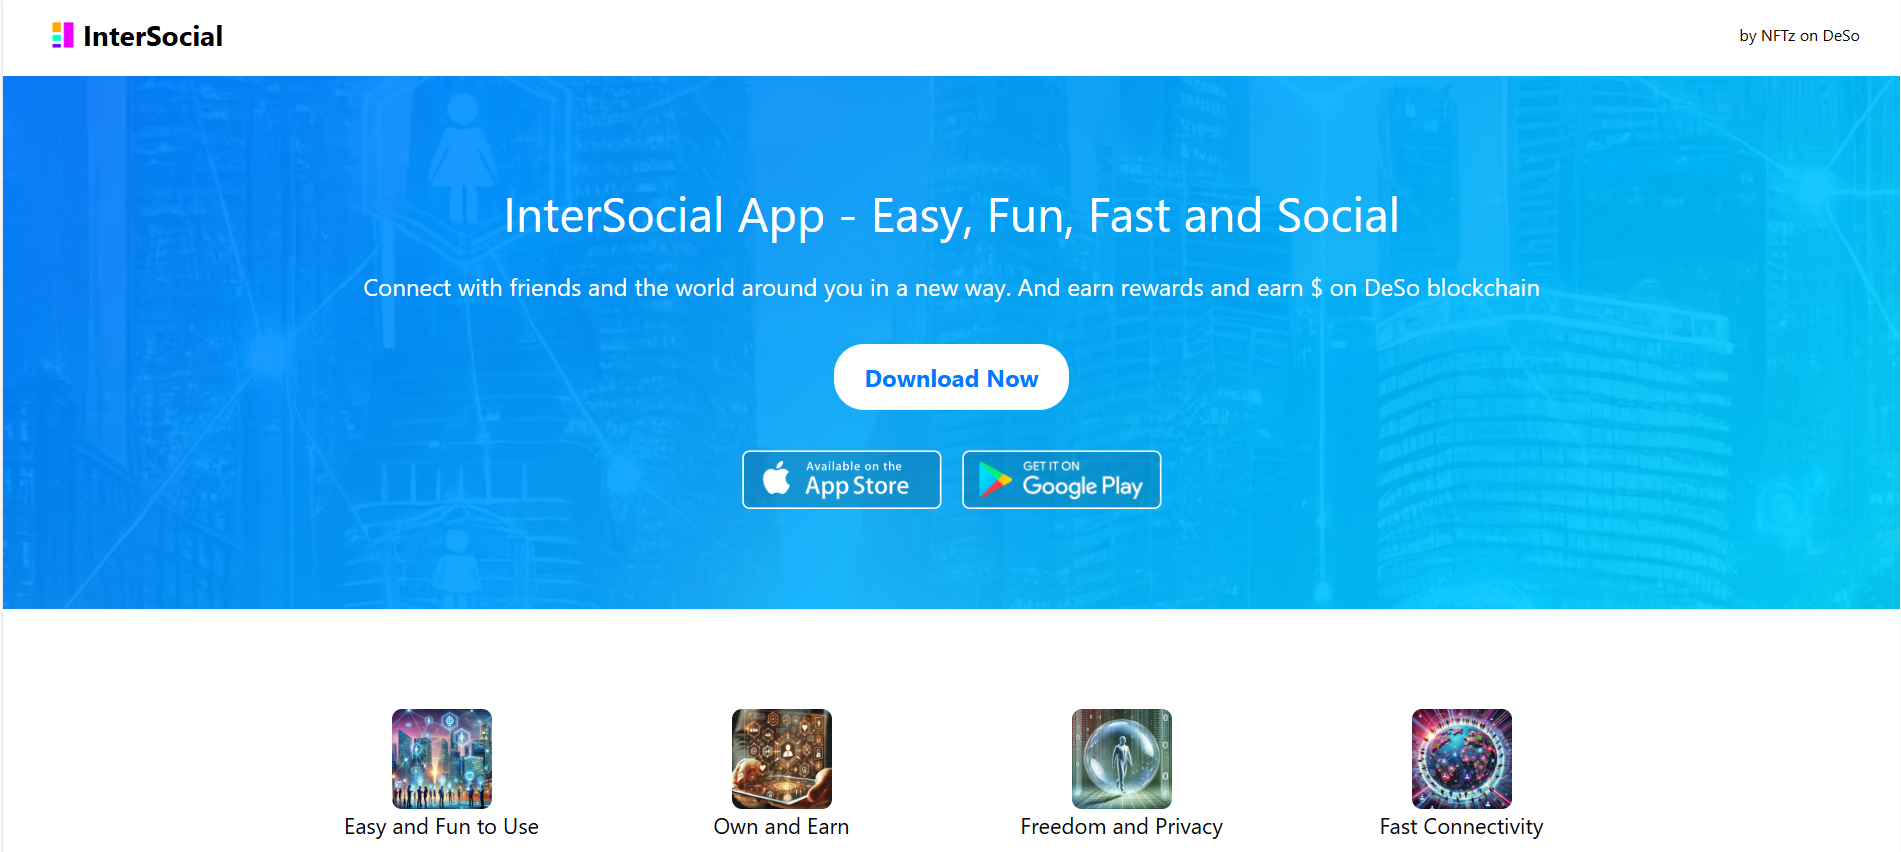 InterSocial
by NFTz on DeSo
InterSocial App - Easy, Fun, Fast and Social
Connect with friends and the world around you in a new way. And earn rewards and earn $ on DeSo blockchain
Download Now
Available on the
App Store
GET IT ON
Google Play
Easy and Fun to Use
Own and Earn
Freedom and Privacy
Fast Connectivity